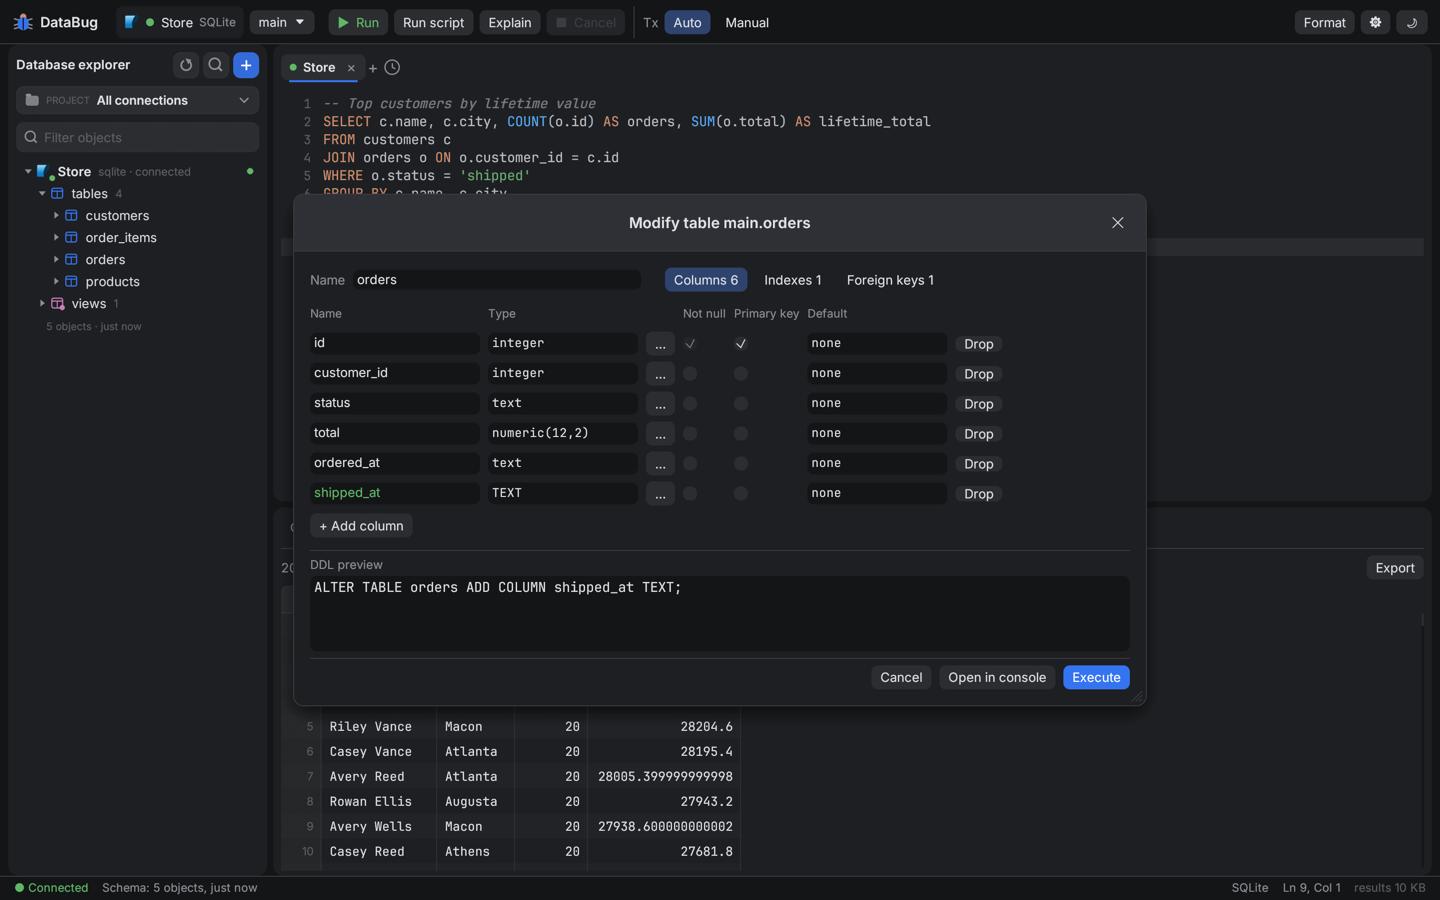 DataBug Store SQLite main Run Run script Explain Cancel Tx Auto Manual Format
Database explorer
PROJECT All connections
Filter objects
Store sqlite · connected
tables 4
customers
order_items
orders
products
views 1
5 objects · just now
Store × +
1 -- Top customers by lifetime value
2 SELECT c.name, c.city, COUNT(o.id) AS orders, SUM(o.total) AS lifetime_total
3 FROM customers c
4 JOIN orders o ON o.customer_id = c.id
5 WHERE o.status = 'shipped'
6 GROUP BY c.name, c.city
Modify table main.orders
Name orders Columns 6 Indexes 1 Foreign keys 1
Name Type Not null Primary key Default
id integer ... none Drop
customer_id integer ... none Drop
status text ... none Drop
total numeric(12,2) ... none Drop
ordered_at text ... none Drop
shipped_at TEXT ... none Drop
+ Add column
DDL preview
ALTER TABLE orders ADD COLUMN shipped_at TEXT;
Cancel Open in console Execute
20
Export
5 Riley Vance Macon 20 28204.6
6 Casey Vance Atlanta 20 28195.4
7 Avery Reed Atlanta 20 28005.399999999998
8 Rowan Ellis Augusta 20 27943.2
9 Avery Wells Macon 20 27938.600000000002
10 Casey Reed Athens 20 27681.8
Connected Schema: 5 objects, just now SQLite Ln 9, Col 1 results 10 KB